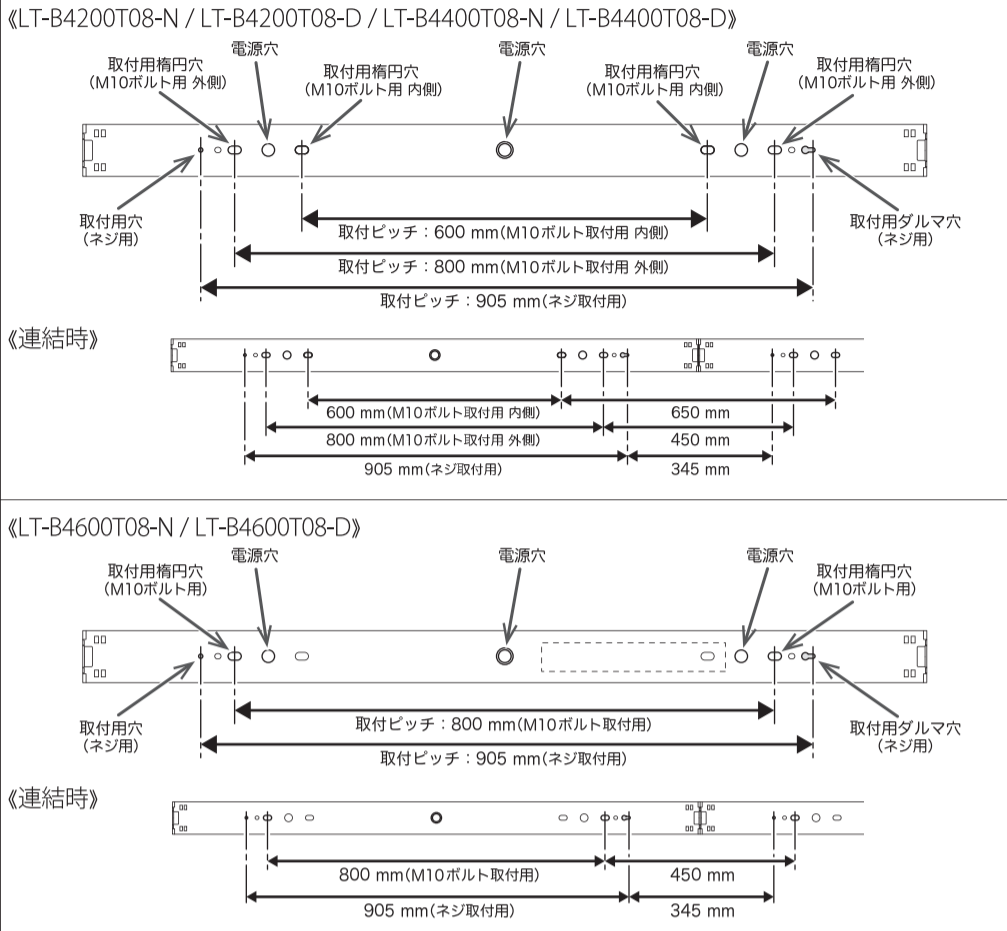 《LT-B4200T08-N / LT-B4200T08-D / LT-B4400T08-N / LT-B4400T08-D》
電源穴
電源穴
電源穴
取付用楕円穴
(M10ボルト用 外側)
取付用楕円穴
(M10ボルト用 内側)
取付用楕円穴
(M10ボルト用 内側)
取付用楕円穴
(M10ボルト用 外側)
取付用穴
(ネジ用)
取付用ダルマ穴
(ネジ用)
取付ピッチ：600 mm(M10ボルト取付用 内側)
取付ピッチ：800 mm(M10ボルト取付用 外側)
取付ピッチ：905 mm(ネジ取付用)
《連結時》
600 mm(M10ボルト取付用 内側)
650 mm
800 mm(M10ボルト取付用 外側)
450 mm
905 mm(ネジ取付用)
345 mm
《LT-B4600T08-N / LT-B4600T08-D》
電源穴
電源穴
電源穴
取付用楕円穴
(M10ボルト用)
取付用楕円穴
(M10ボルト用)
取付用穴
(ネジ用)
取付用ダルマ穴
(ネジ用)
取付ピッチ：800 mm(M10ボルト取付用)
取付ピッチ：905 mm(ネジ取付用)
《連結時》
800 mm(M10ボルト取付用)
450 mm
905 mm(ネジ取付用)
345 mm